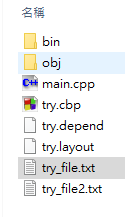 名稱
bin
obj
main.cpp
try.cbp
try.depend
try.layout
try_file.txt
try_file2.txt